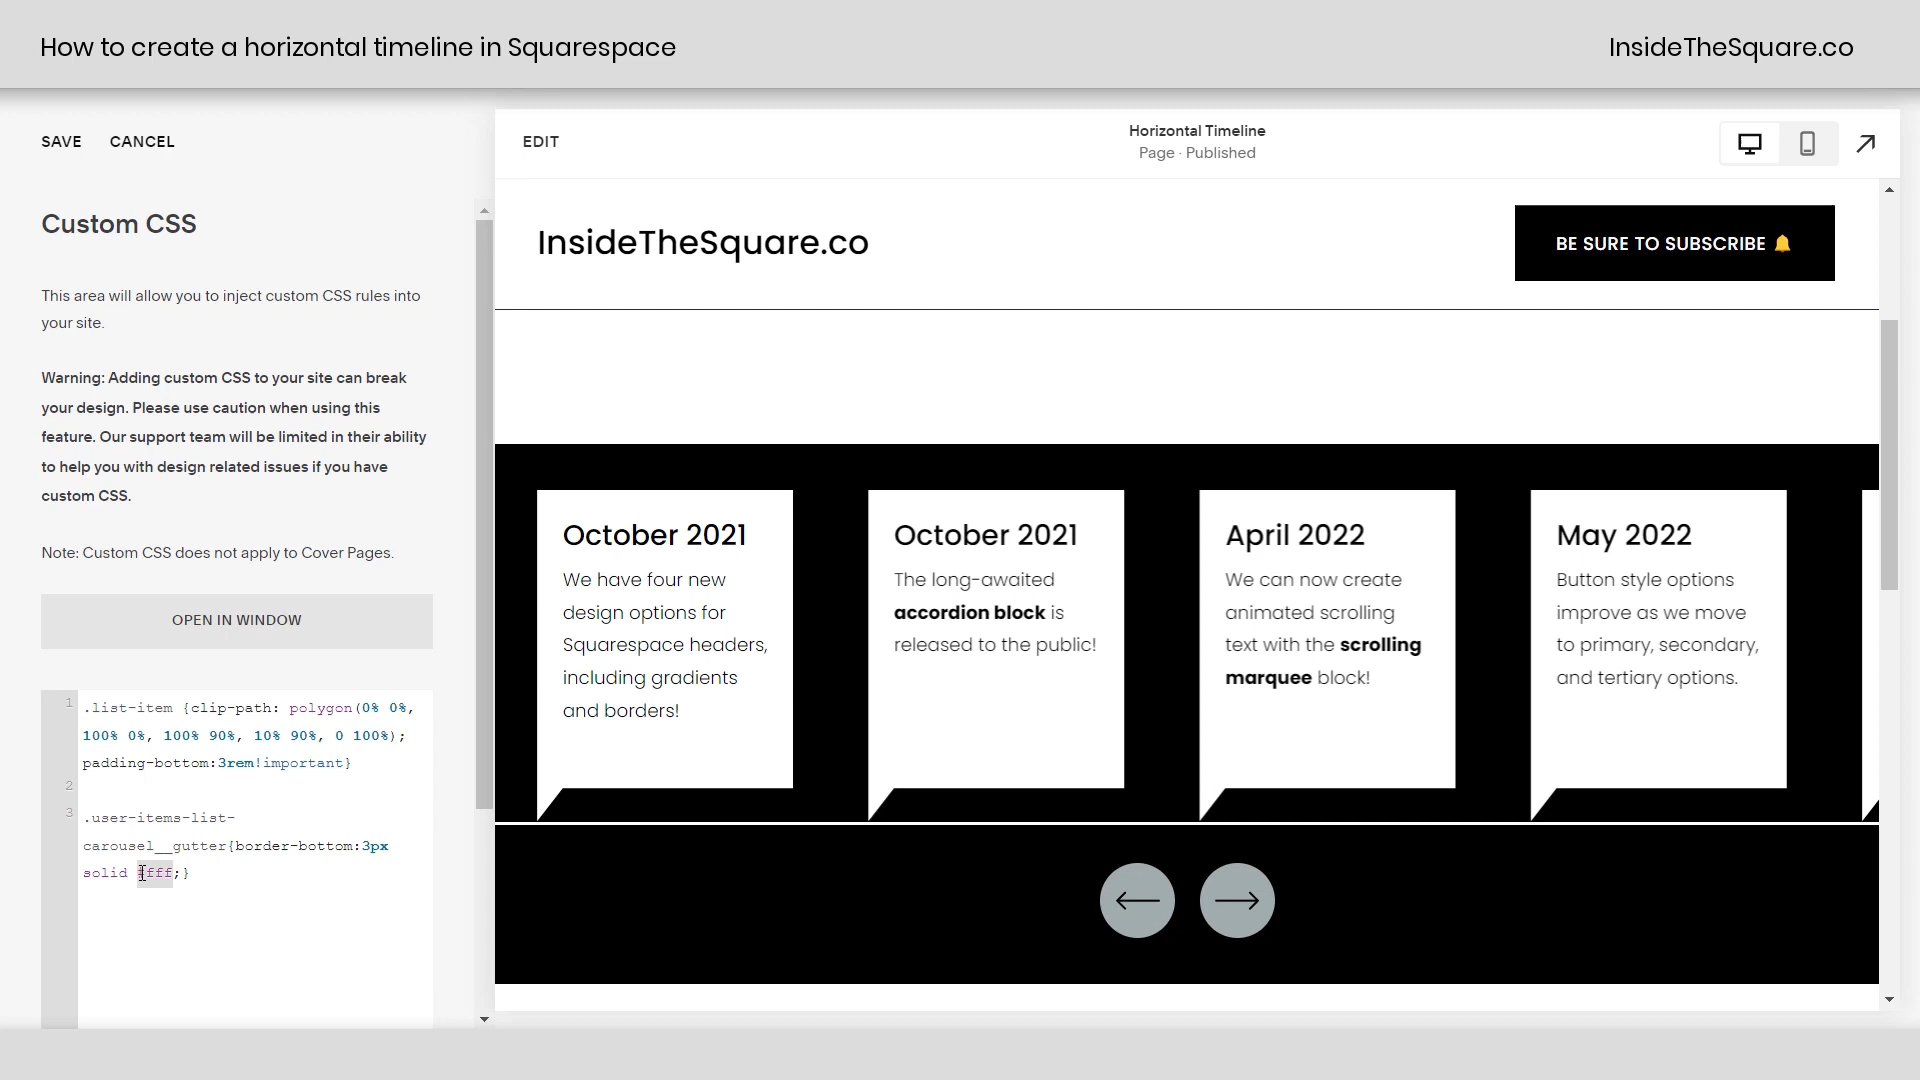 How to create a horizontal timeline in Squarespace
InsideTheSquare.co
SAVE CANCEL
EDIT
Horizontal Timeline
Page · Published
Custom CSS
This area will allow you to inject custom CSS rules into
your site.
Warning: Adding custom CSS to your site can break
your design. Please use caution when using this
feature. Our support team will be limited in their ability
to help you with design related issues if you have
custom CSS.
Note: Custom CSS does not apply to Cover Pages.
OPEN IN WINDOW
1 .list-item {clip-path: polygon(0% 0%,
100% 0%, 100% 90%, 10% 90%, 0 100%);
padding-bottom:3rem!important}
2
3 .user-items-list-
carousel__gutter{border-bottom:3px
solid #fff;}
InsideTheSquare.co
BE SURE TO SUBSCRIBE 🔔
October 2021
We have four new
design options for
Squarespace headers,
including gradients
and borders!
October 2021
The long-awaited
accordion block is
released to the public!
April 2022
We can now create
animated scrolling
text with the scrolling
marquee block!
May 2022
Button style options
improve as we move
to primary, secondary,
and tertiary options.